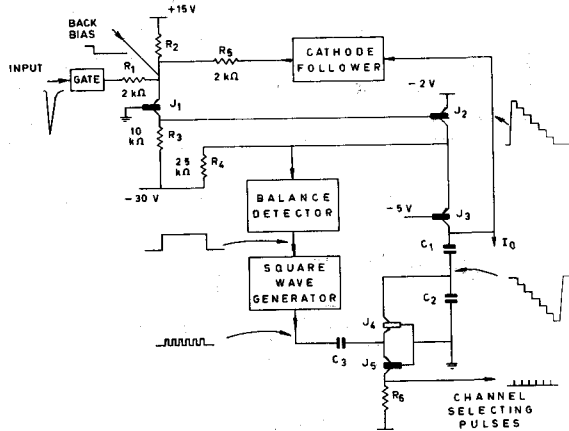 +15 V
BACK
BIAS
R2
R5
2 kΩ
CATHODE
FOLLOWER
INPUT
GATE
R1
2 kΩ
J1
-2 V
J2
10
kΩ
R3
25
kΩ
R4
-30 V
BALANCE
DETECTOR
-5 V
J3
C1
I0
SQUARE
WAVE
GENERATOR
C2
J4
C3
J5
R6
CHANNEL
SELECTING
PULSES